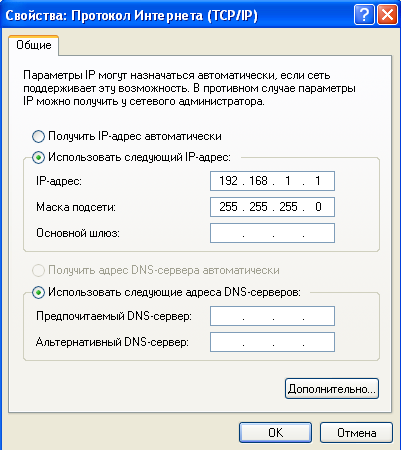 Свойства: Протокол Интернета (TCP/IP)
Общие
Параметры IP могут назначаться автоматически, если сеть
поддерживает эту возможность. В противном случае параметры
IP можно получить у сетевого администратора.
Получить IP-адрес автоматически
Использовать следующий IP-адрес:
IP-адрес: 192 . 168 . 1 . 1
Маска подсети: 255 . 255 . 255 . 0
Основной шлюз: . . .
Получить адрес DNS-сервера автоматически
Использовать следующие адреса DNS-серверов:
Предпочитаемый DNS-сервер: . . .
Альтернативный DNS-сервер: . . .
Дополнительно...
OK Отмена